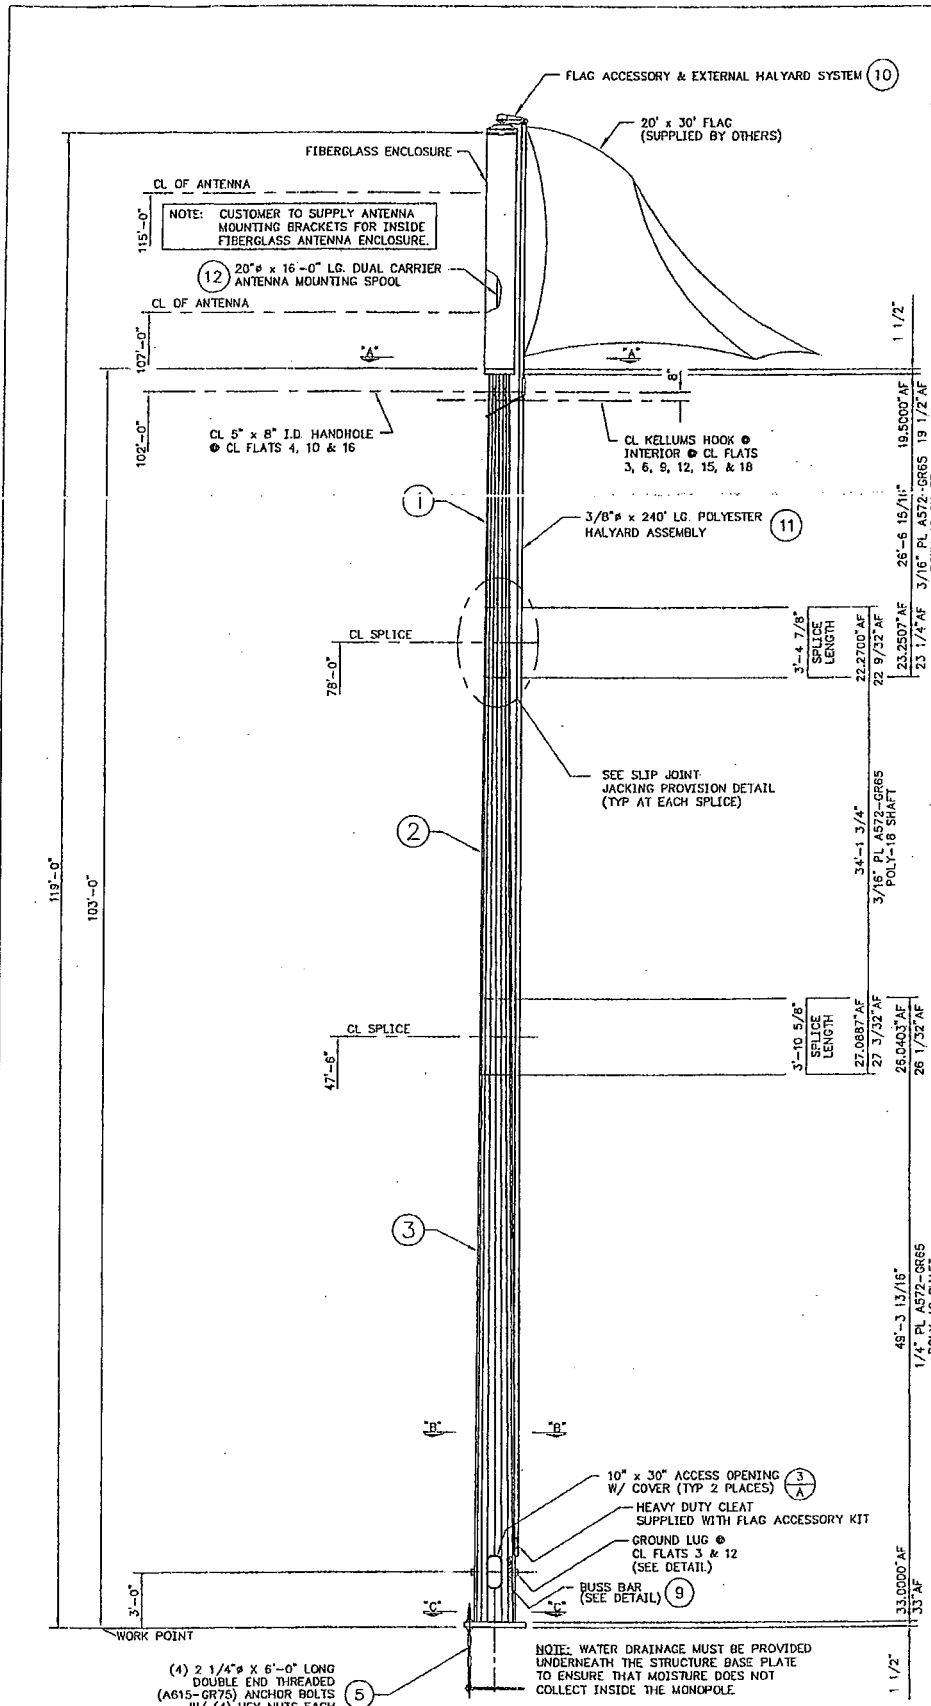 FLAG ACCESSORY & EXTERNAL HALYARD SYSTEM 10
20' x 30' FLAG
(SUPPLIED BY OTHERS)
FIBERGLASS ENCLOSURE
CL OF ANTENNA
115'-0"
NOTE: CUSTOMER TO SUPPLY ANTENNA
MOUNTING BRACKETS FOR INSIDE
FIBERGLASS ANTENNA ENCLOSURE.
12 20"ø x 16'-0" LG. DUAL CARRIER
ANTENNA MOUNTING SPOOL
CL OF ANTENNA
107'-0"
"A" "A"
1 1/2"
8"
CL 5" x 8" I.D. HANDHOLE
@ CL FLATS 4, 10 & 16
102'-0"
CL KELLUMS HOOK @
INTERIOR @ CL FLATS
3, 6, 9, 12, 15, & 18
19.5000"AF
19 1/2"AF
1
3/8"ø x 240' LG. POLYESTER
HALYARD ASSEMBLY
11
26'-6 15/16"
3/16" PL A572-GR65
CL SPLICE
78'-0"
3'-4 7/8"
SPLICE
LENGTH
22.2700"AF
22 9/32"AF
23.2507"AF
23 1/4"AF
SEE SLIP JOINT
JACKING PROVISION DETAIL
(TYP AT EACH SPLICE)
2
34'-1 3/4"
3/16" PL A572-GR65
POLY-18 SHAFT
119'-0"
103'-0"
CL SPLICE
47'-6"
3'-10 5/8"
SPLICE
LENGTH
27.0887"AF
27 3/32"AF
26.0403"AF
26 1/32"AF
3
49'-3 13/16"
1/4" PL A572-GR65
"B" "B"
10" x 30" ACCESS OPENING
W/ COVER (TYP 2 PLACES)
3
A
HEAVY DUTY CLEAT
SUPPLIED WITH FLAG ACCESSORY KIT
GROUND LUG @
CL FLATS 3 & 12
(SEE DETAIL)
BUSS BAR
(SEE DETAIL) 9
33.0000"AF
33"AF
3'-0"
"C" "C"
WORK POINT
NOTE: WATER DRAINAGE MUST BE PROVIDED
UNDERNEATH THE STRUCTURE BASE PLATE
TO ENSURE THAT MOISTURE DOES NOT
COLLECT INSIDE THE MONOPOLE
1 1/2"
(4) 2 1/4"ø X 6'-0" LONG
DOUBLE END THREADED
(A615-GR75) ANCHOR BOLTS
W/ (4) HEX NUTS EACH
5